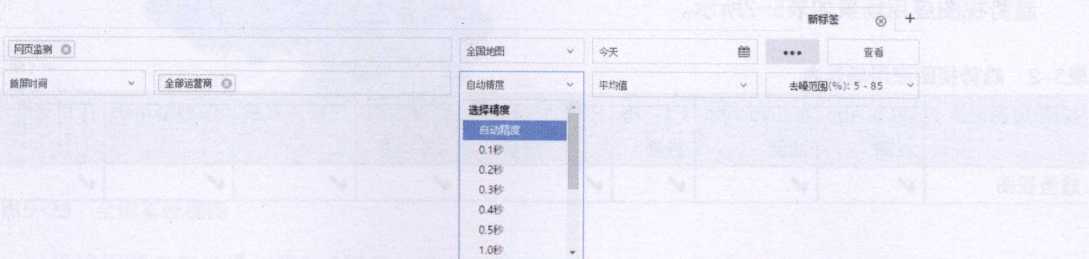 新标签 +
网页监测 全国地图 今天 ••• 查看
首屏时间 全部运营商 自动精度 平均值 去噪范围(%): 5 - 85
选择精度
自动精度
0.1秒
0.2秒
0.3秒
0.4秒
0.5秒
1.0秒